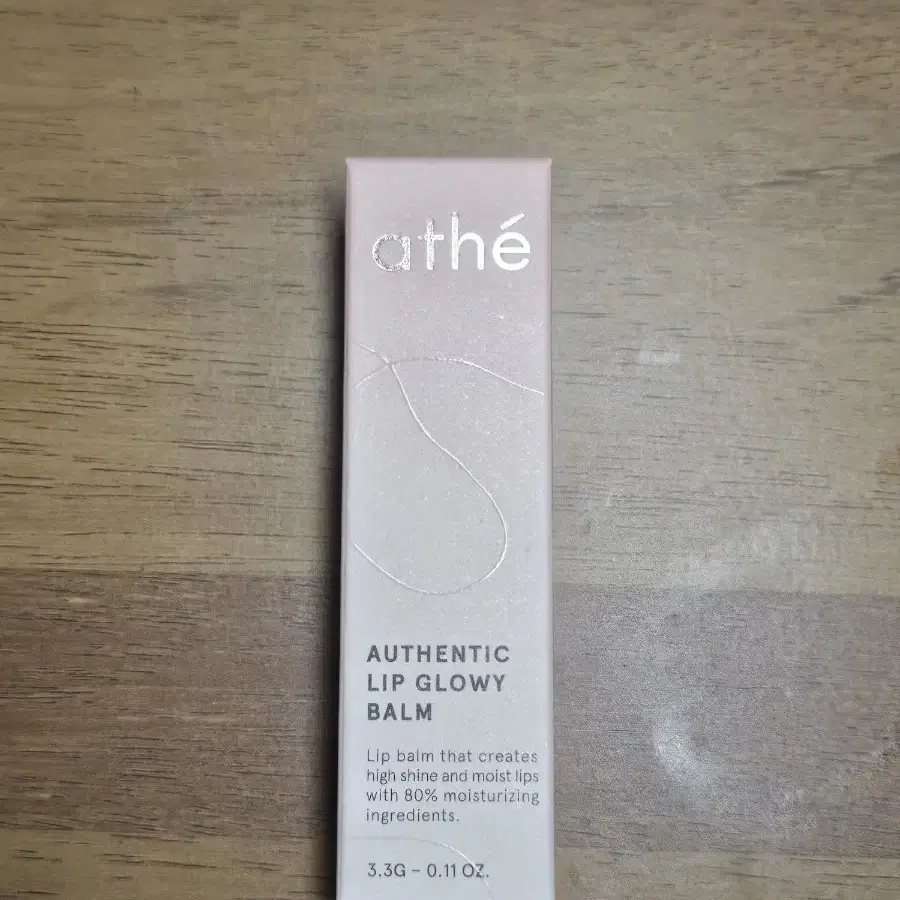 athé
AUTHENTIC
LIP GLOWY
BALM
Lip balm that creates
high shine and moist lips
with 80% moisturizing
ingredients.
3.3G – 0.11 OZ.